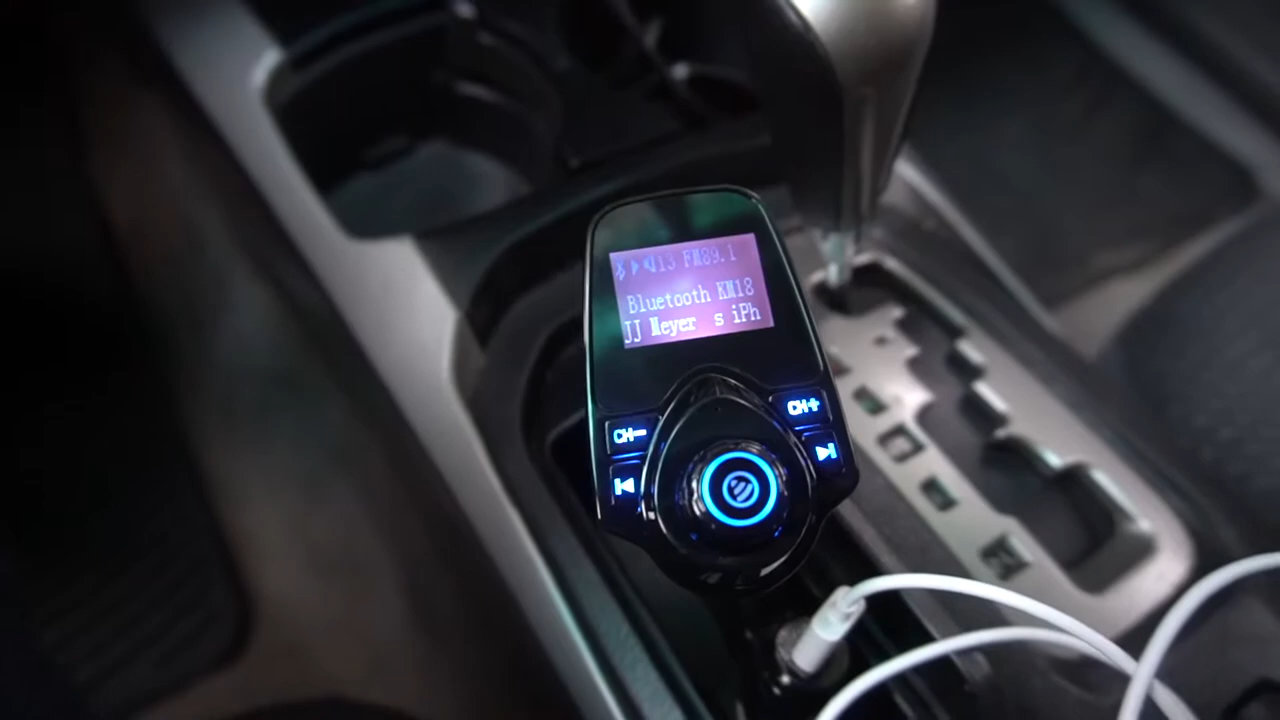 13 FM89.1
Bluetooth KM18
JJ Meyer s iPh
CH-
CH+